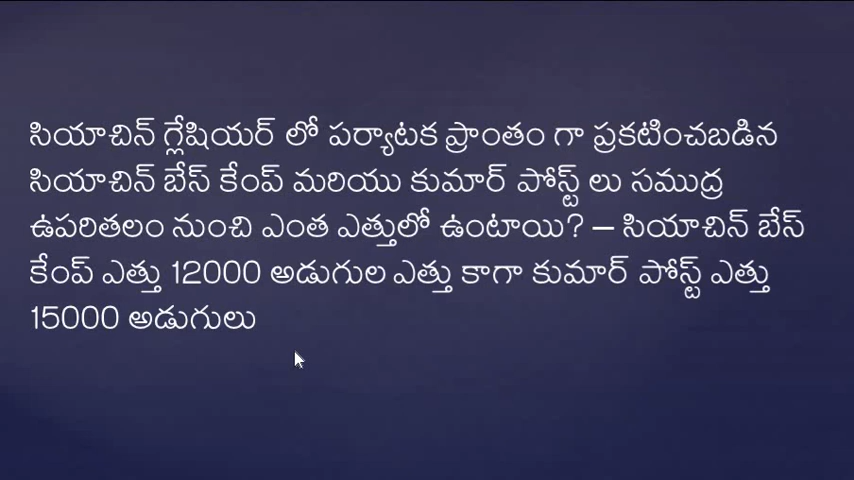 సియాచిన్ గ్లేషియర్ లో పర్యాటక ప్రాంతం గా ప్రకటించబడిన
సియాచిన్ బేస్ కేంప్ మరియు కుమార్ పోస్ట్ లు సముద్ర
ఉపరితలం నుంచి ఎంత ఎత్తులో ఉంటాయి? – సియాచిన్ బేస్
కేంప్ ఎత్తు 12000 అడుగుల ఎత్తు కాగా కుమార్ పోస్ట్ ఎత్తు
15000 అడుగులు